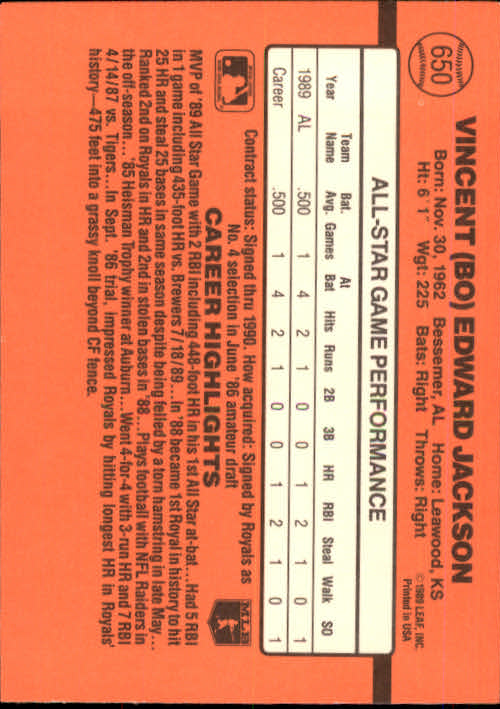 650
VINCENT (BO) EDWARD JACKSON
Born: Nov. 30, 1962 Bessemer, AL Home: Leawood, KS
Ht: 6' 1" Wgt: 225 Bats: Right Throws: Right
© 1989 LEAF, INC.
Printed in USA
ALL-STAR GAME PERFORMANCE
Year Team Name Bat. Avg. Games At Bat Hits Runs 2B 3B HR RBI Steal Walk SO
1989 AL .500 1 4 2 1 0 0 1 2 1 0 1
Career .500 1 4 2 1 0 0 1 2 1 0 1
Contract status: Signed thru 1990. How acquired: Signed by Royals as
No. 4 selection in June '86 amateur draft
MLB
CAREER HIGHLIGHTS
MVP of '89 All Star Game with 2 RBI including 448-foot HR in his 1st All Star at-bat...Had 5 RBI
in 1 game including 435-foot HR vs. Brewers 7/18/89...In '88 became 1st Royal in history to hit
25 HR and steal 25 bases in same season despite being felled by a torn hamstring in late May...
Ranked 2nd on Royals in HR and 2nd in stolen bases in '88...Plays football with NFL Raiders in
the off-season...'85 Heisman Trophy winner at Auburn...Went 4-for-4 with 3-run HR and 7 RBI
4/14/87 vs. Tigers...In Sept. '86 trial, impressed Royals by hitting longest HR in Royals'
history—475 feet into a grassy knoll beyond CF fence.